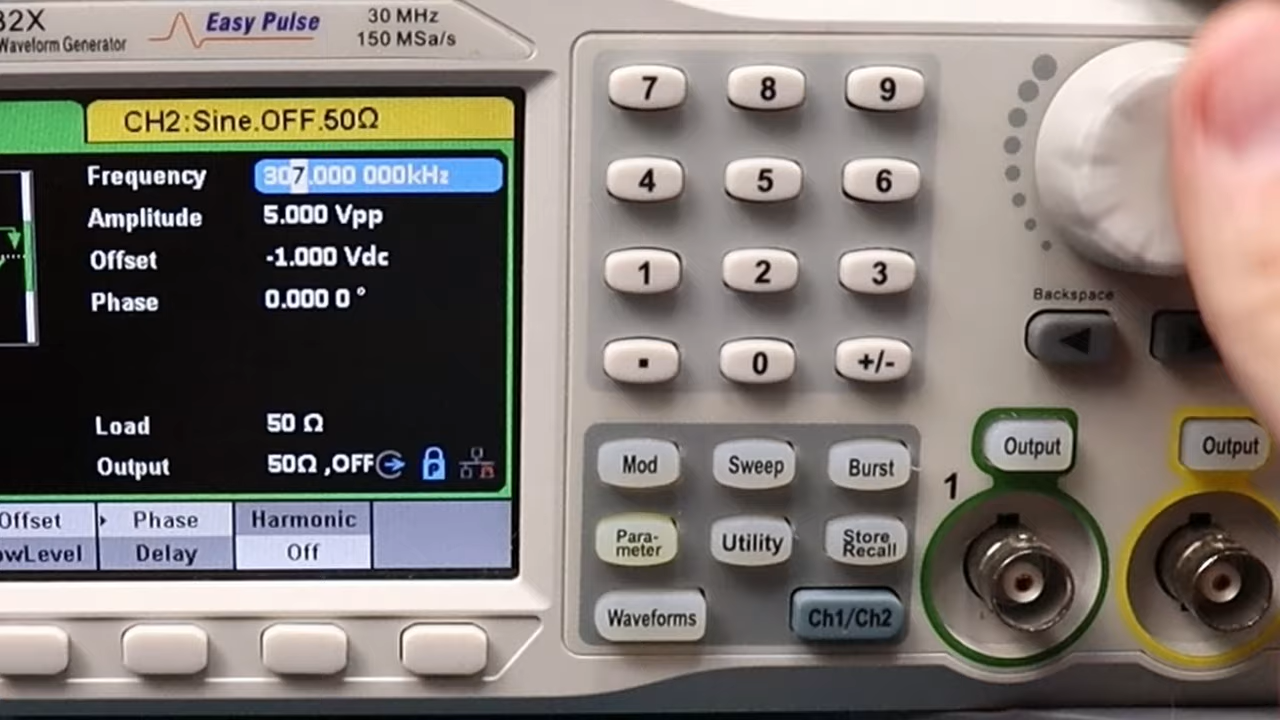 32X
Easy Pulse
30 MHz
Waveform Generator
150 MSa/s
CH2:Sine.OFF.50Ω
Frequency 307.000 000kHz
Amplitude 5.000 Vpp
Offset -1.000 Vdc
Phase 0.000 0 °
Load 50 Ω
Output 50Ω ,OFF
P
Offset Phase Harmonic
owLevel Delay Off
7 8 9
4 5 6
1 2 3
. 0 +/-
Backspace
Mod Sweep Burst
Para-
meter
Utility
Store
Recall
Waveforms Ch1/Ch2
Output Output
1